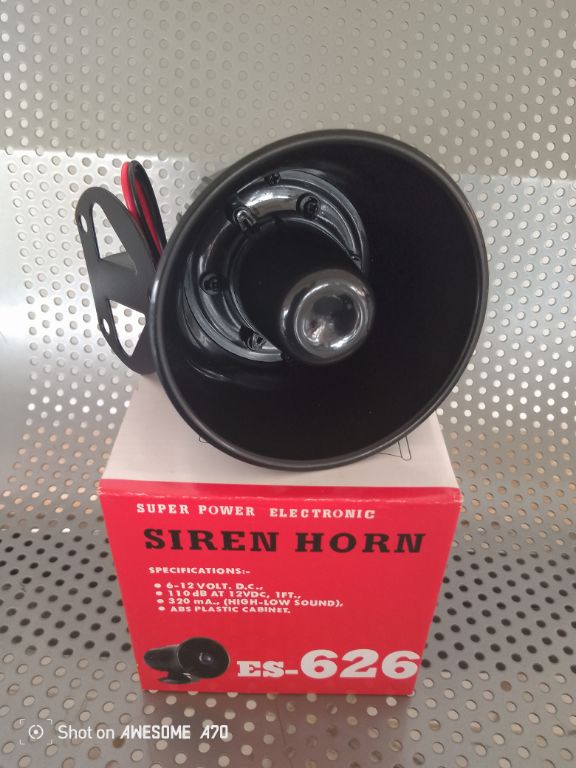 SUPER POWER ELECTRONIC
SIREN HORN
SPECIFICATIONS:-
• 6-12 VOLT. D.C.,
• 110 dB AT 12VDC, 1FT.,
• 320 mA., (HIGH-LOW SOUND),
• ABS PLASTIC CABINET.
ES-626
Shot on AWESOME A70